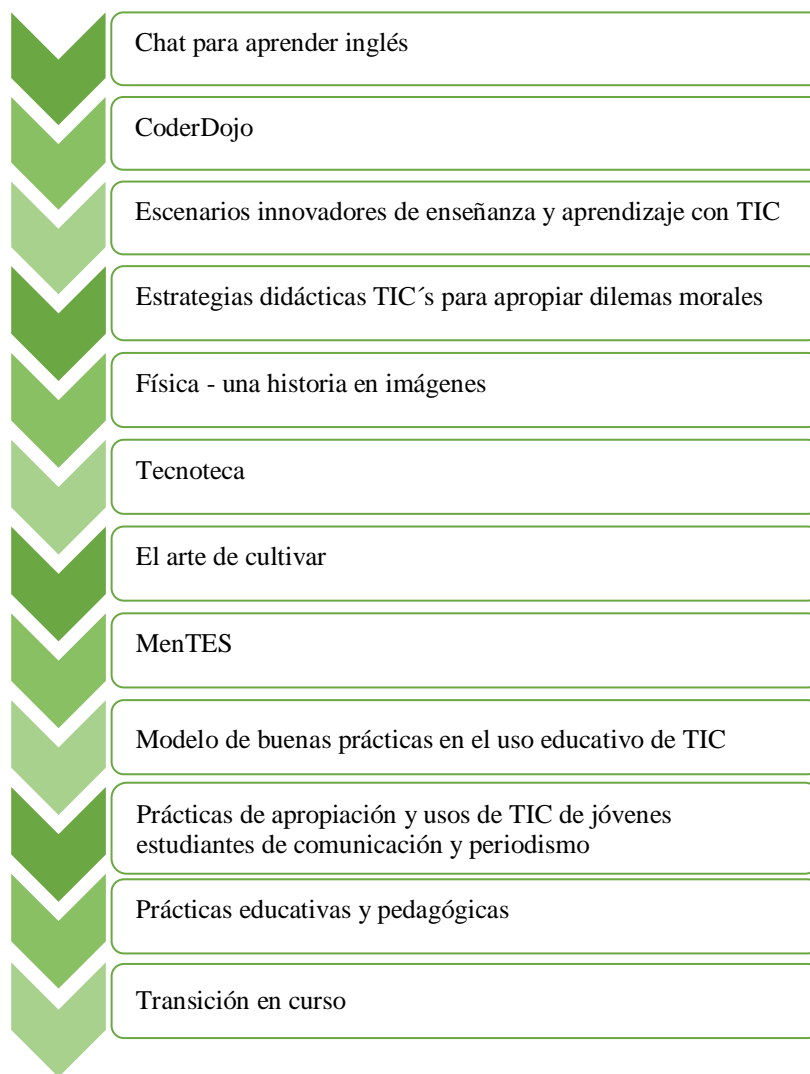 Chat para aprender inglés
CoderDojo
Escenarios innovadores de enseñanza y aprendizaje con TIC
Estrategias didácticas TIC´s para apropiar dilemas morales
Física - una historia en imágenes
Tecnoteca
El arte de cultivar
MenTES
Modelo de buenas prácticas en el uso educativo de TIC
Prácticas de apropiación y usos de TIC de jóvenes
estudiantes de comunicación y periodismo
Prácticas educativas y pedagógicas
Transición en curso